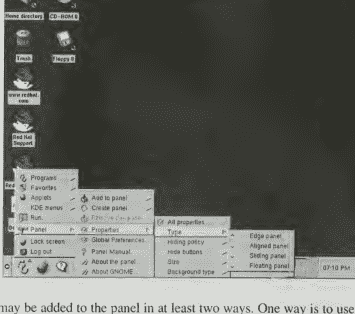 Home directory
CD-ROM 0
Trash
Floppy 0
www.redhat.
com
Red Hat
Support
Programs
Favorites
Applets
KDE menus
Run...
Panel
Lock screen
Log out
Add to panel
Create panel
Properties
Global Preferences
Panel Manual
About the panel
About GNOME
All properties
Type
Hiding policy
Hide buttons
Size
Background type
Edge panel
Aligned panel
Sliding panel
Floating panel
07:10 PM
may be added to the panel in at least two ways. One way is to use